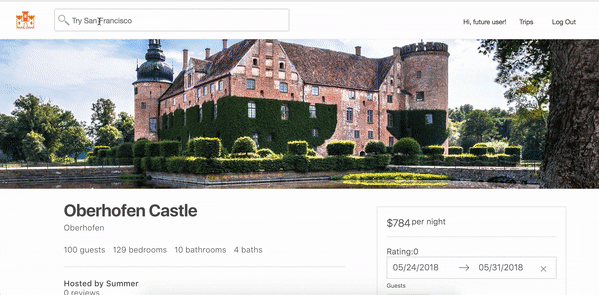 Try San Francisco
Hi, future user!
Trips
Log Out
Oberhofen Castle
Oberhofen
100 guests 129 bedrooms 10 bathrooms 4 baths
Hosted by Summer
0 reviews
$784 per night
Rating:0
05/24/2018 → 05/31/2018 ×
Guests